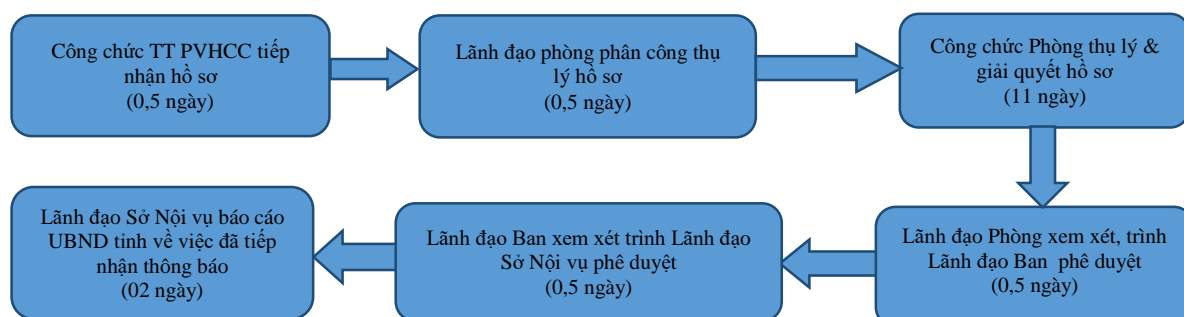 Công chức TT PVHCC tiếp
nhận hồ sơ
(0,5 ngày)
Lãnh đạo phòng phân công thụ
lý hồ sơ
(0,5 ngày)
Công chức Phòng thụ lý &
giải quyết hồ sơ
(11 ngày)
Lãnh đạo Phòng xem xét, trình
Lãnh đạo Ban phê duyệt
(0,5 ngày)
Lãnh đạo Ban xem xét trình Lãnh đạo
Sở Nội vụ phê duyệt
(0,5 ngày)
Lãnh đạo Sở Nội vụ báo cáo
UBND tỉnh về việc đã tiếp
nhận thông báo
(02 ngày)